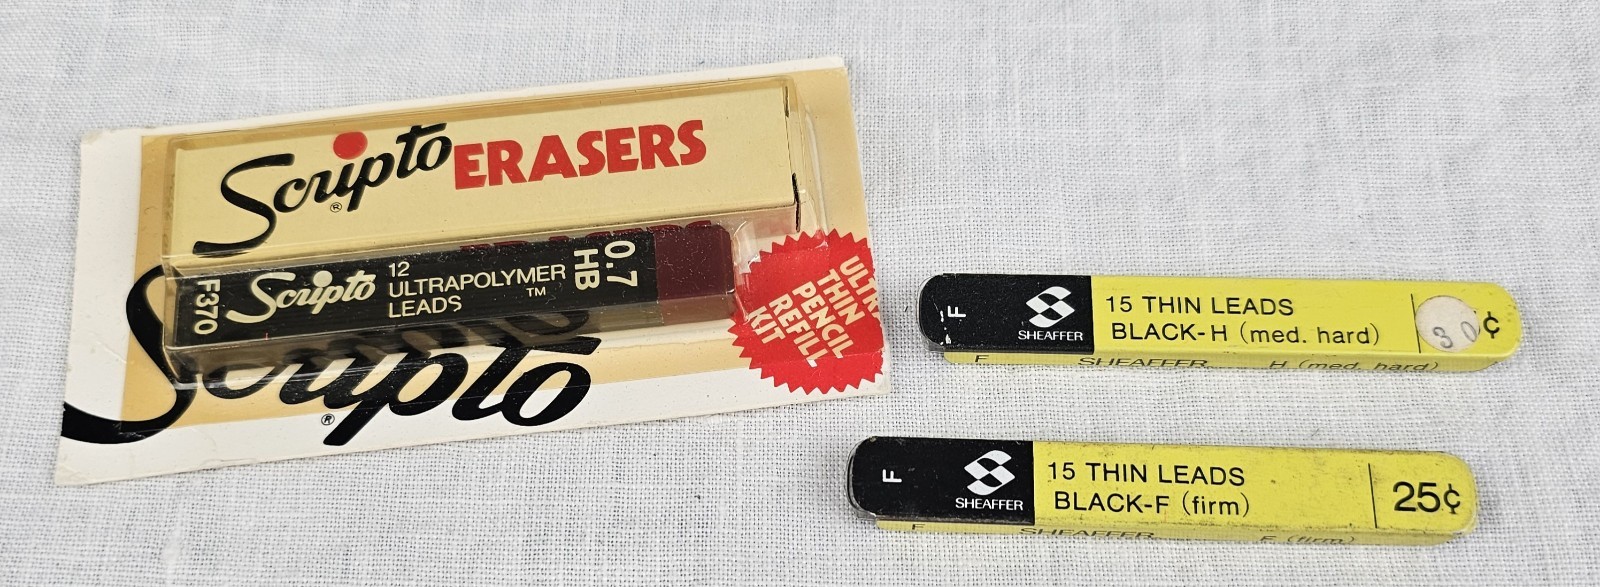 Scripto® ERASERS
F370
Scripto
12
ULTRAPOLYMER
LEADS ™
0.7
HB
Scripto®
ULTRA
THIN
PENCIL
REFILL
KIT
F
SHEAFFER
15 THIN LEADS
BLACK-H (med. hard)
30¢
F SHEAFFER H (med. hard)
F
SHEAFFER
15 THIN LEADS
BLACK-F (firm)
25¢
F SHEAFFER F (firm)